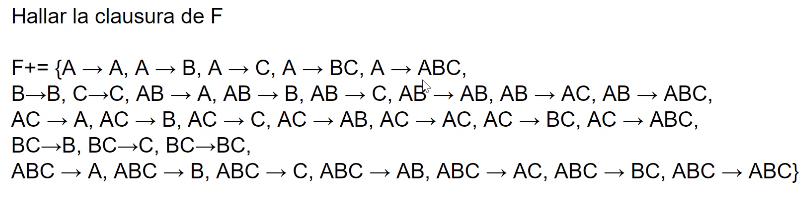 Hallar la clausura de F
F+= {A → A, A → B, A → C, A → BC, A → ABC,
B→B, C→C, AB → A, AB → B, AB → C, AB → AB, AB → AC, AB → ABC,
AC → A, AC → B, AC → C, AC → AB, AC → AC, AC → BC, AC → ABC,
BC→B, BC→C, BC→BC,
ABC → A, ABC → B, ABC → C, ABC → AB, ABC → AC, ABC → BC, ABC → ABC}